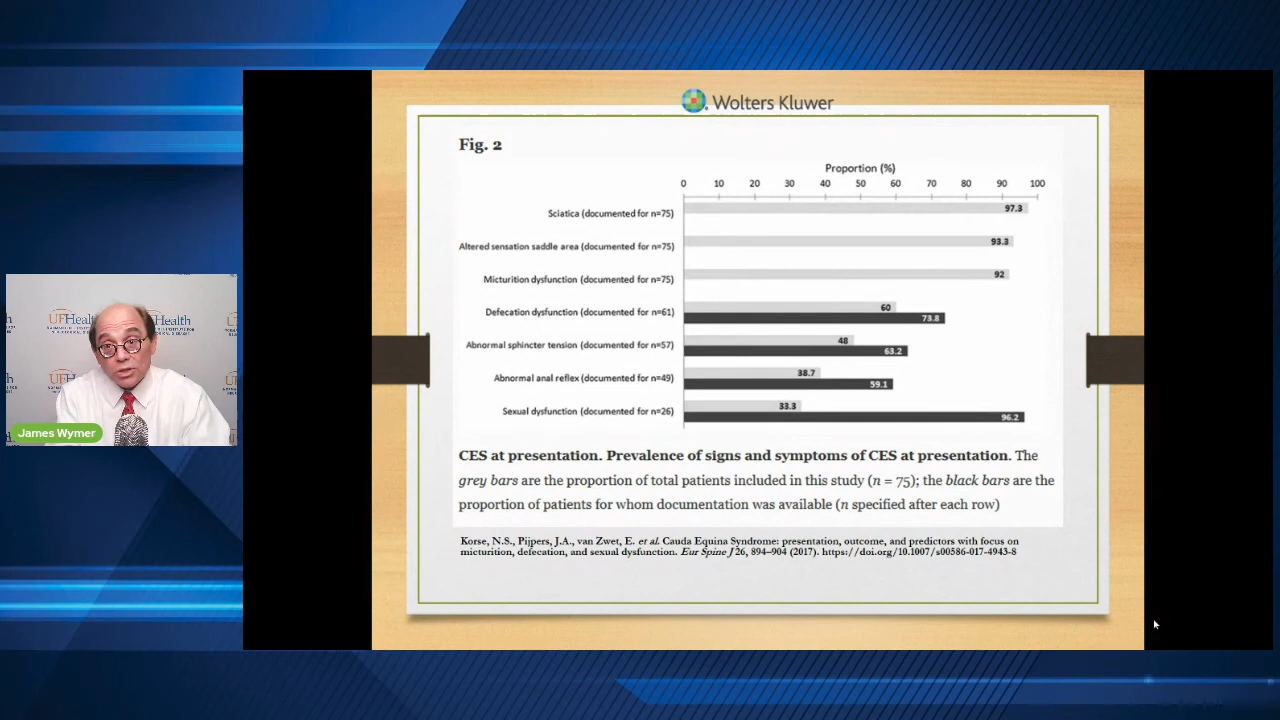 Wolters Kluwer
Fig. 2
Proportion (%)
0 10 20 30 40 50 60 70 80 90 100
Sciatica (documented for n=75) 97.3
Altered sensation saddle area (documented for n=75) 93.3
Micturition dysfunction (documented for n=75) 92
Defecation dysfunction (documented for n=61) 60 73.8
Abnormal sphincter tension (documented for n=57) 48 63.2
Abnormal anal reflex (documented for n=49) 38.7 59.1
Sexual dysfunction (documented for n=26) 33.3 96.2
CES at presentation. Prevalence of signs and symptoms of CES at presentation. The
grey bars are the proportion of total patients included in this study (n = 75); the black bars are the
proportion of patients for whom documentation was available (n specified after each row)
Korse, N.S., Pijpers, J.A., van Zwet, E. et al. Cauda Equina Syndrome: presentation, outcome, and predictors with focus on
micturition, defecation, and sexual dysfunction. Eur Spine J 26, 894–904 (2017). https://doi.org/10.1007/s00586-017-4943-8
UFHealth
Health
James Wymer